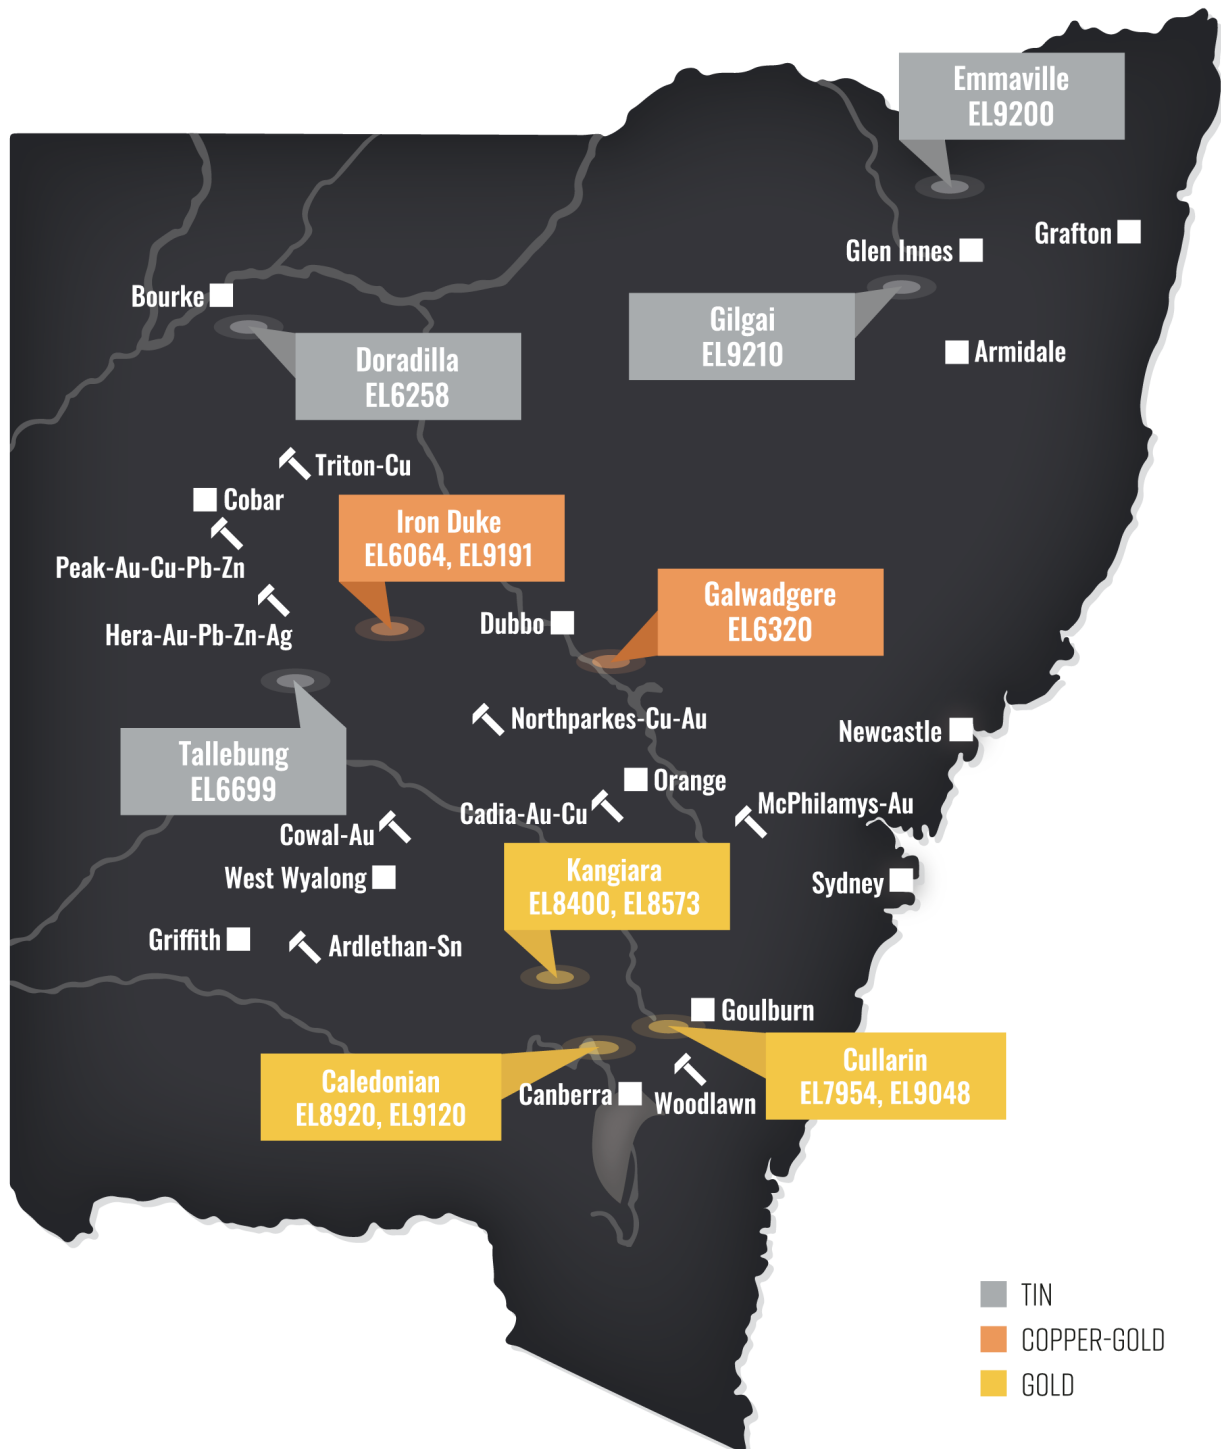 Emmaville
EL9200
Grafton
Glen Innes
Bourke
Gilgai
EL9210
Armidale
Doradilla
EL6258
Triton-Cu
Cobar
Iron Duke
EL6064, EL9191
Peak-Au-Cu-Pb-Zn
Galwadgere
EL6320
Dubbo
Hera-Au-Pb-Zn-Ag
Northparkes-Cu-Au
Newcastle
Tallebung
EL6699
Orange
McPhilamys-Au
Cadia-Au-Cu
Cowal-Au
Kangiara
EL8400, EL8573
West Wyalong
Sydney
Griffith
Ardlethan-Sn
Goulburn
Cullarin
EL7954, EL9048
Caledonian
EL8920, EL9120
Canberra
Woodlawn
TIN
COPPER-GOLD
GOLD